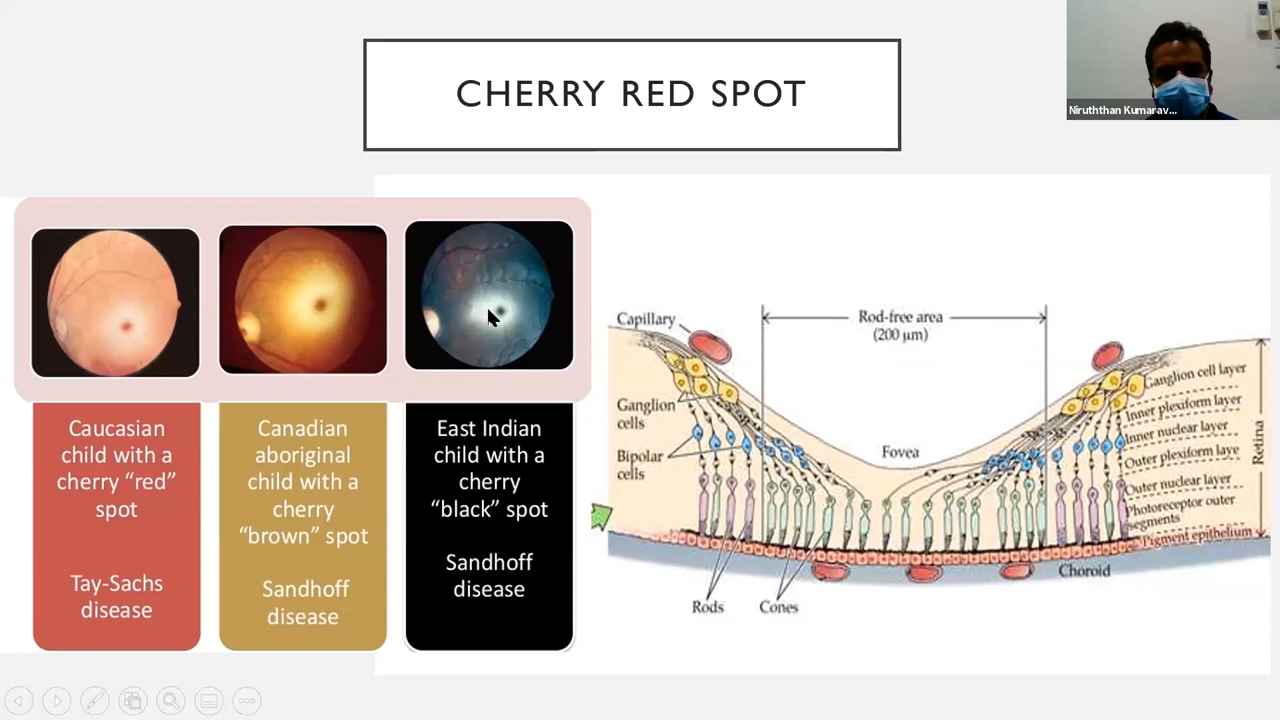 CHERRY RED SPOT
Niruththan Kumarav...
Caucasian
child with a
cherry “red”
spot
Tay-Sachs
disease
Canadian
aboriginal
child with a
cherry
“brown” spot
Sandhoff
disease
East Indian
child with a
cherry
“black” spot
Sandhoff
disease
Capillary
Rod-free area
(200 μm)
Ganglion
cells
Bipolar
cells
Fovea
Ganglion cell layer
Inner plexiform layer
Inner nuclear layer
Outer plexiform laye
Outer nuclear layer
Photoreceptor outer
segments
Pigment epithelium
Retina
Choroid
Rods
Cones